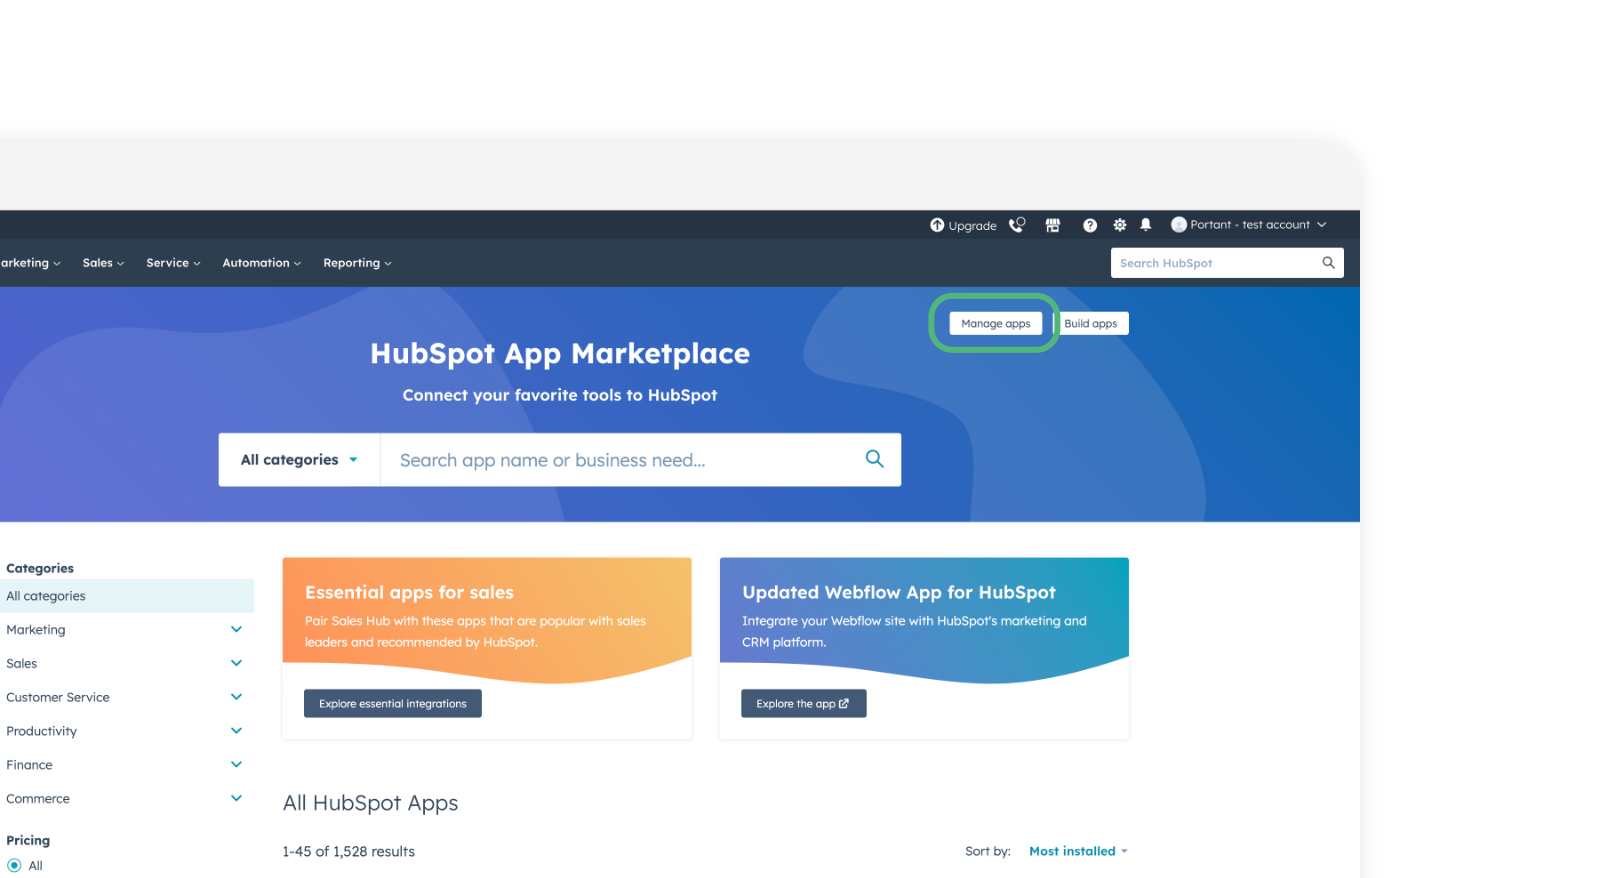 Upgrade
Portant - test account
arketing
Sales
Service
Automation
Reporting
Search HubSpot
Manage apps
Build apps
HubSpot App Marketplace
Connect your favorite tools to HubSpot
All categories
Search app name or business need...
Categories
All categories
Marketing
Sales
Customer Service
Productivity
Finance
Commerce
Pricing
All
Essential apps for sales
Pair Sales Hub with these apps that are popular with sales
leaders and recommended by HubSpot.
Explore essential integrations
Updated Webflow App for HubSpot
Integrate your Webflow site with HubSpot's marketing and
CRM platform.
Explore the app
All HubSpot Apps
1-45 of 1,528 results
Sort by:
Most installed